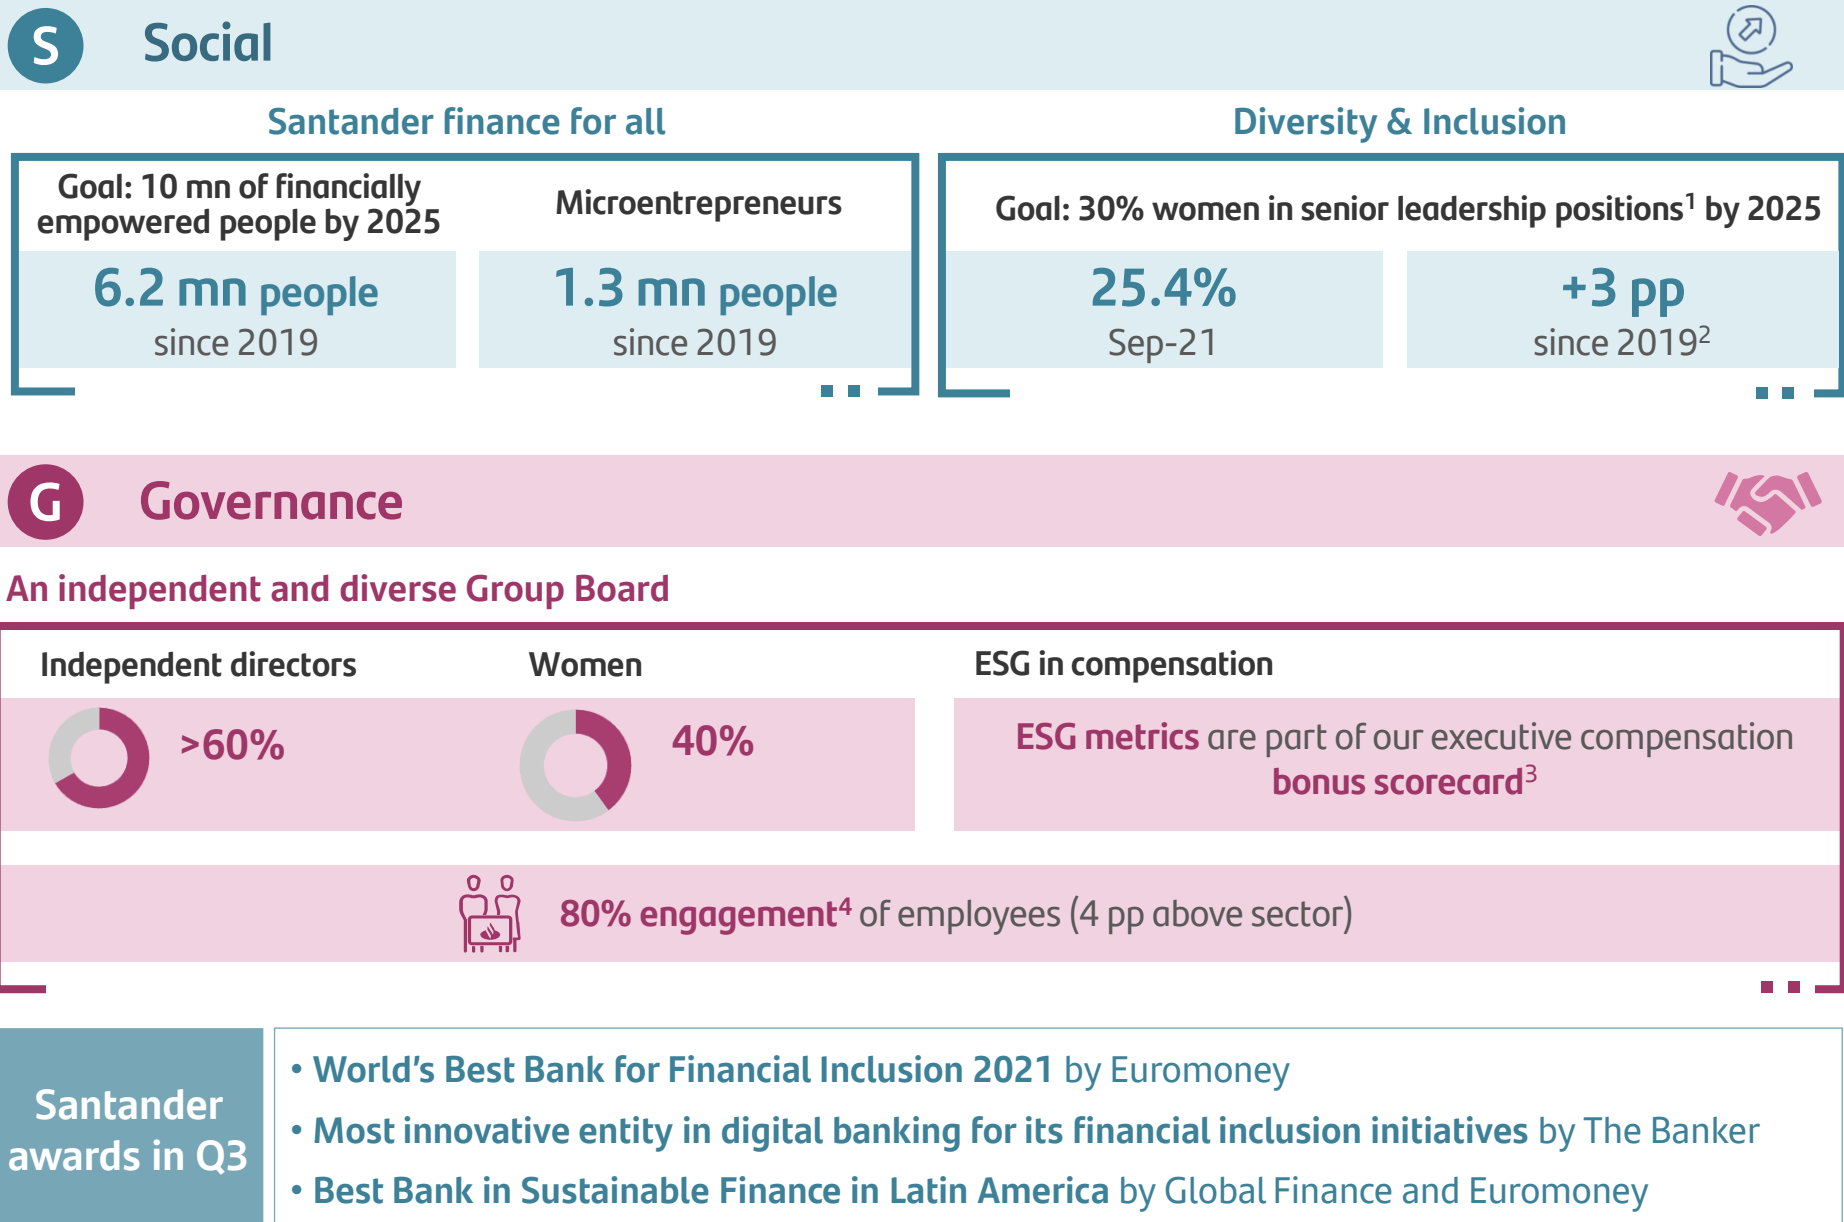 S Social
Santander finance for all
Goal: 10 mn of financially
empowered people by 2025
Microentrepreneurs
6.2 mn people
since 2019
1.3 mn people
since 2019
Diversity & Inclusion
Goal: 30% women in senior leadership positions¹ by 2025
25.4%
Sep-21
+3 pp
since 2019²
G Governance
An independent and diverse Group Board
Independent directors
>60%
Women
40%
ESG in compensation
ESG metrics are part of our executive compensation
bonus scorecard³
80% engagement⁴ of employees (4 pp above sector)
Santander
awards in Q3
• World's Best Bank for Financial Inclusion 2021 by Euromoney
• Most innovative entity in digital banking for its financial inclusion initiatives by The Banker
• Best Bank in Sustainable Finance in Latin America by Global Finance and Euromoney